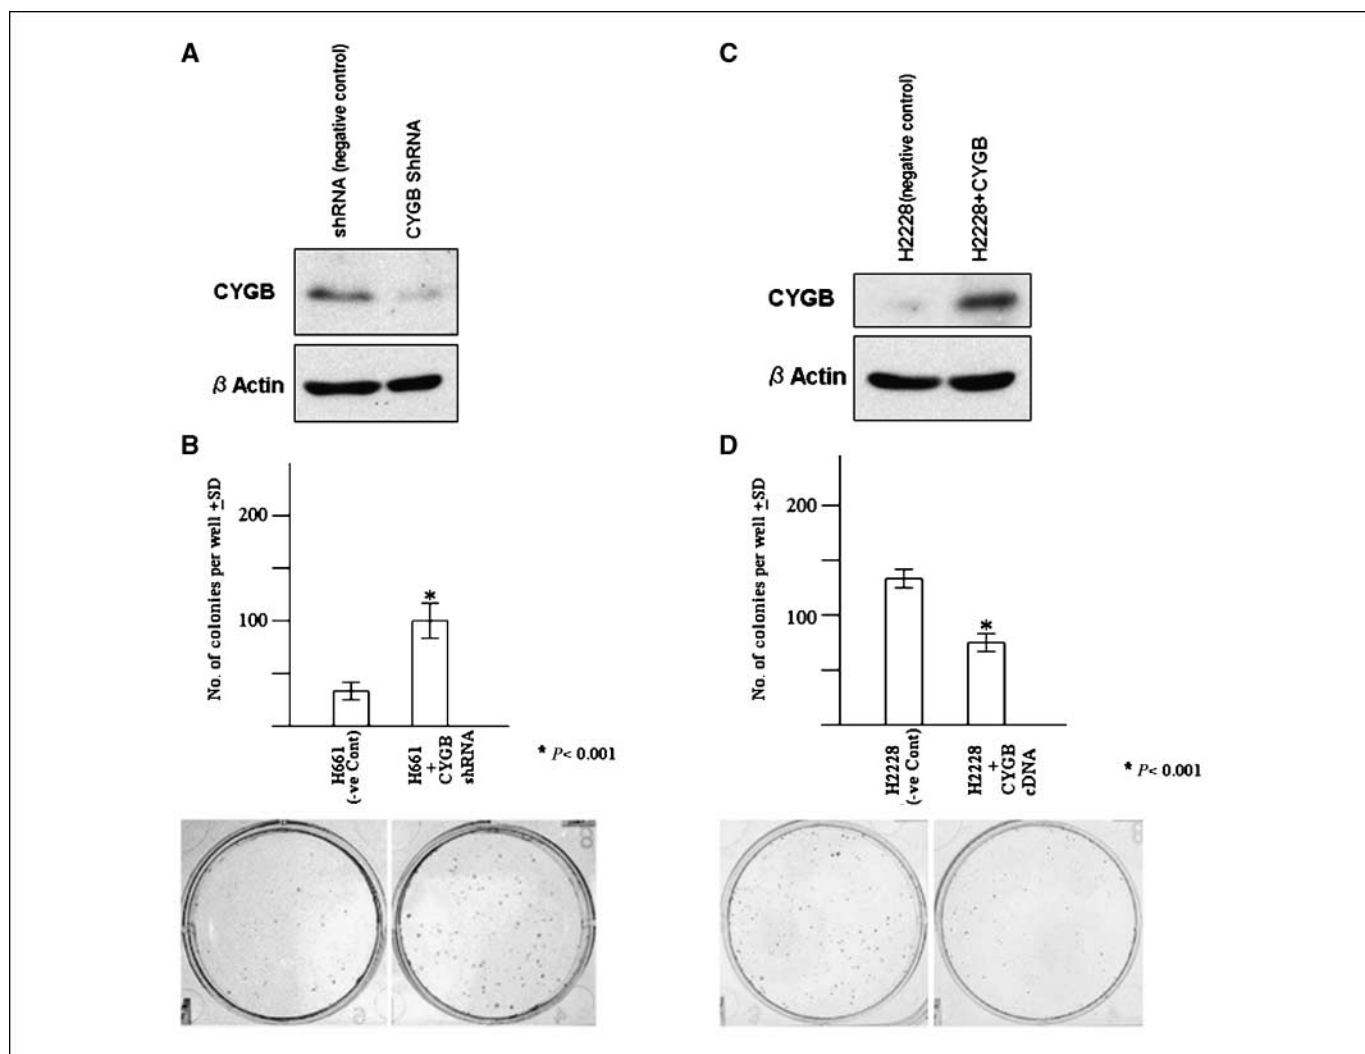 A
shRNA (negative control)
CYGB ShRNA
CYGB
β Actin
B
No. of colonies per well ±SD
200
100
*
H661
(-ve Cont)
H661
+
CYGB
shRNA
* P< 0.001
C
H2228(negative control)
H2228+CYGB
CYGB
β Actin
D
No. of colonies per well ±SD
200
100
*
H2228
(-ve Cont)
H2228
+
CYGB
cDNA
* P< 0.001